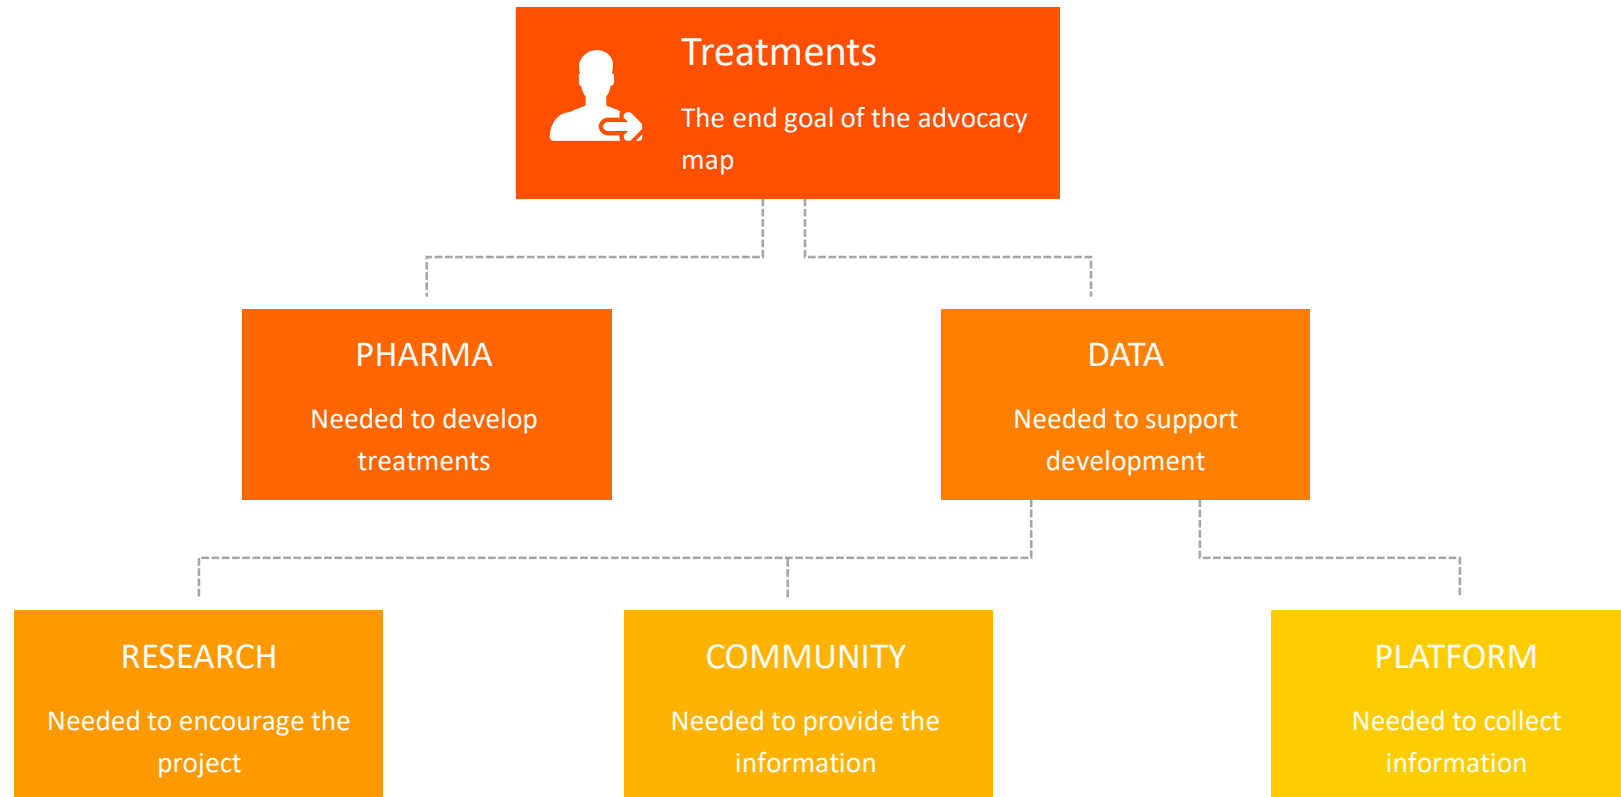 Treatments
The end goal of the advocacy
map
PHARMA
Needed to develop
treatments
DATA
Needed to support
development
RESEARCH
Needed to encourage the
project
COMMUNITY
Needed to provide the
information
PLATFORM
Needed to collect
information